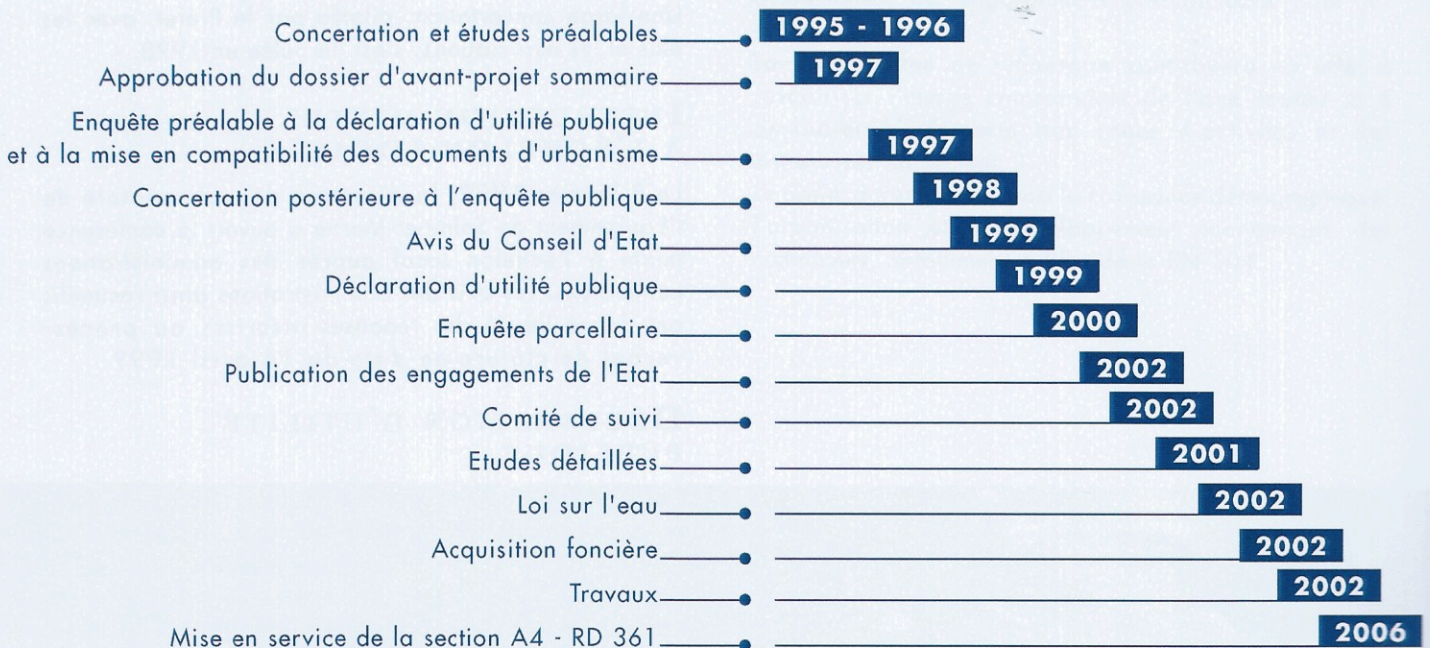 Concertation et études préalables 1995 - 1996
Approbation du dossier d'avant-projet sommaire 1997
Enquête préalable à la déclaration d'utilité publique
et à la mise en compatibilité des documents d'urbanisme 1997
Concertation postérieure à l'enquête publique 1998
Avis du Conseil d'Etat 1999
Déclaration d'utilité publique 1999
Enquête parcellaire 2000
Publication des engagements de l'Etat 2002
Comité de suivi 2002
Etudes détaillées 2001
Loi sur l'eau 2002
Acquisition foncière 2002
Travaux 2002
Mise en service de la section A4 - RD 361 2006